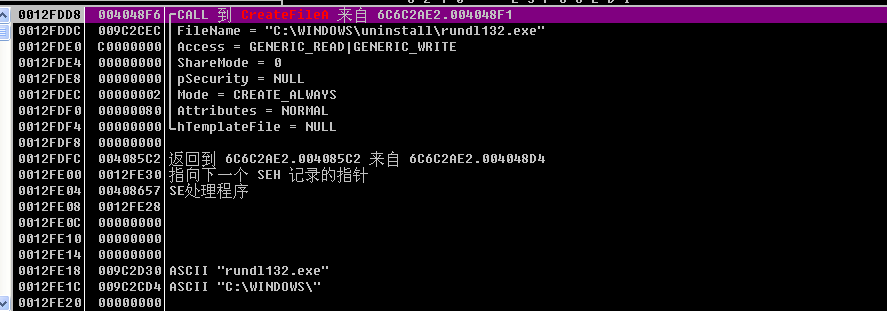 0012FDD8 004048F6 ┌CALL 到 CreateFileA 来自 6C6C2AE2.004048F1
0012FDDC 009C2CEC │FileName = "C:\WINDOWS\uninstall\rundl132.exe"
0012FDE0 C0000000 │Access = GENERIC_READ|GENERIC_WRITE
0012FDE4 00000000 │ShareMode = 0
0012FDE8 00000000 │pSecurity = NULL
0012FDEC 00000002 │Mode = CREATE_ALWAYS
0012FDF0 00000080 │Attributes = NORMAL
0012FDF4 00000000 └hTemplateFile = NULL
0012FDF8 00000000
0012FDFC 004085C2 返回到 6C6C2AE2.004085C2 来自 6C6C2AE2.004048D4
0012FE00 0012FE30 指向下一个 SEH 记录的指针
0012FE04 00408657 SE处理程序
0012FE08 0012FE28
0012FE0C 00000000
0012FE10 00000000
0012FE14 00000000
0012FE18 009C2D30 ASCII "rundl132.exe"
0012FE1C 009C2CD4 ASCII "C:\WINDOWS\"
0012FE20 00000000